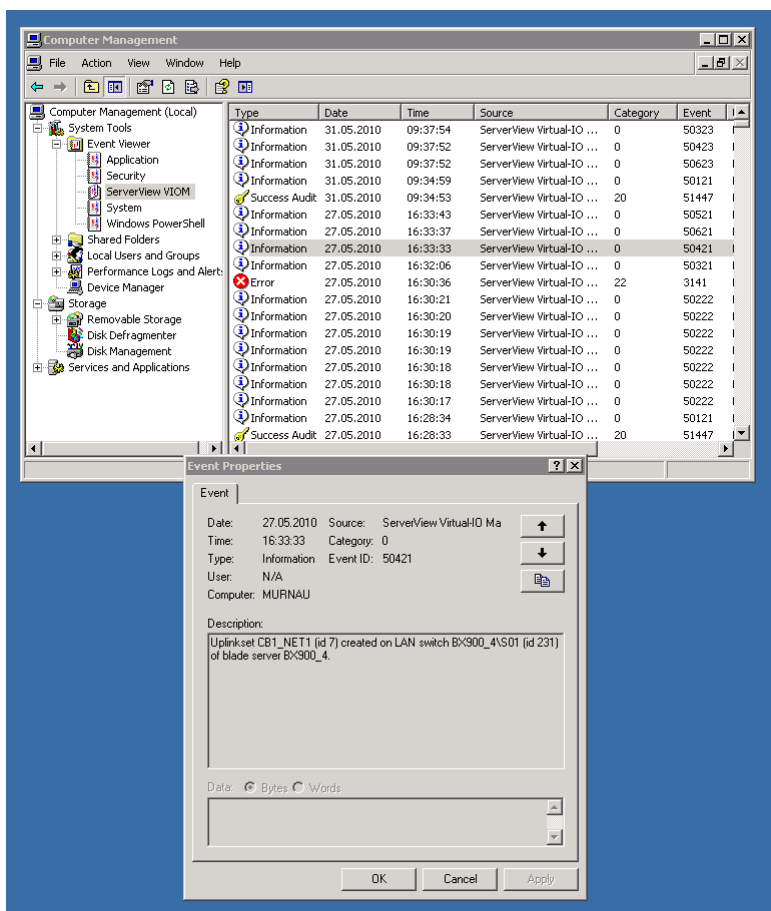 Computer Management
File Action View Window Help
Computer Management (Local)
System Tools
Event Viewer
Application
Security
ServerView VIOM
System
Windows PowerShell
Shared Folders
Local Users and Groups
Performance Logs and Alert:
Device Manager
Storage
Removable Storage
Disk Defragmenter
Disk Management
Services and Applications
Type Date Time Source Category Event
Information 31.05.2010 09:37:54 ServerView Virtual-IO ... 0 50323
Information 31.05.2010 09:37:52 ServerView Virtual-IO ... 0 50423
Information 31.05.2010 09:37:52 ServerView Virtual-IO ... 0 50623
Information 31.05.2010 09:34:59 ServerView Virtual-IO ... 0 50121
Success Audit 31.05.2010 09:34:53 ServerView Virtual-IO ... 20 51447
Information 27.05.2010 16:33:43 ServerView Virtual-IO ... 0 50521
Information 27.05.2010 16:33:37 ServerView Virtual-IO ... 0 50621
Information 27.05.2010 16:33:33 ServerView Virtual-IO ... 0 50421
Information 27.05.2010 16:32:06 ServerView Virtual-IO ... 0 50321
Error 27.05.2010 16:30:36 ServerView Virtual-IO ... 22 3141
Information 27.05.2010 16:30:21 ServerView Virtual-IO ... 0 50222
Information 27.05.2010 16:30:20 ServerView Virtual-IO ... 0 50222
Information 27.05.2010 16:30:19 ServerView Virtual-IO ... 0 50222
Information 27.05.2010 16:30:19 ServerView Virtual-IO ... 0 50222
Information 27.05.2010 16:30:18 ServerView Virtual-IO ... 0 50222
Information 27.05.2010 16:30:18 ServerView Virtual-IO ... 0 50222
Information 27.05.2010 16:30:17 ServerView Virtual-IO ... 0 50222
Information 27.05.2010 16:28:34 ServerView Virtual-IO ... 0 50121
Success Audit 27.05.2010 16:28:33 ServerView Virtual-IO ... 20 51447
Event Properties
Event
Date: 27.05.2010 Source: ServerView Virtual-IO Ma
Time: 16:33:33 Category: 0
Type: Information Event ID: 50421
User: N/A
Computer: MURNAU
Description:
Uplinkset CB1_NET1 (id 7) created on LAN switch BX900_4\S01 (id 231)
of blade server BX900_4.
Data: Bytes Words
OK Cancel Apply